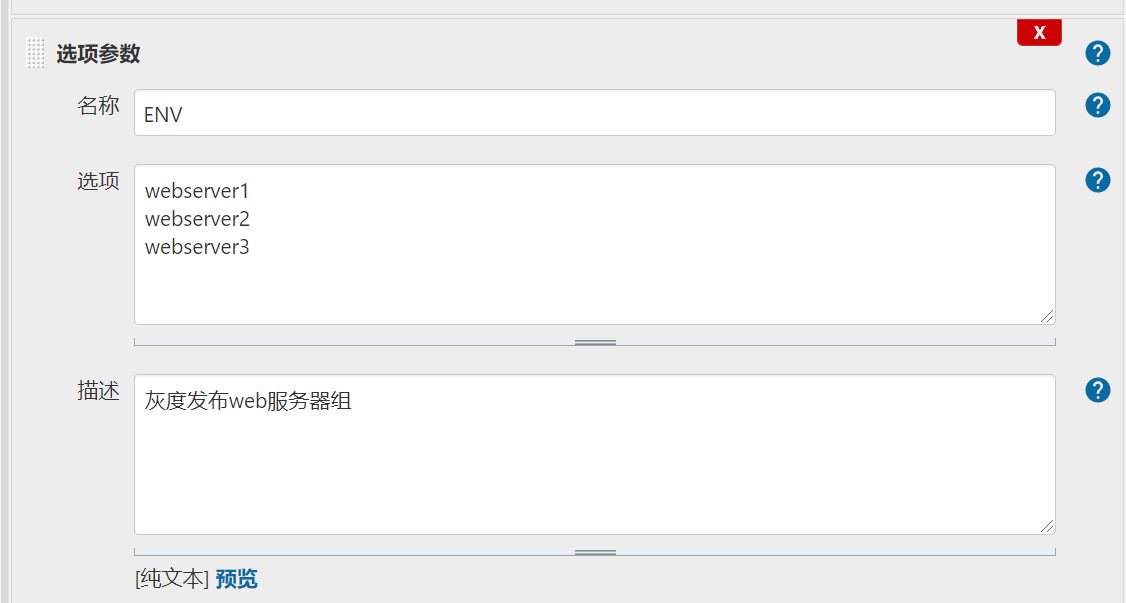 X
选项参数
?
名称
ENV
?
选项
webserver1
webserver2
webserver3
?
描述
灰度发布web服务器组
?
[纯文本] 预览